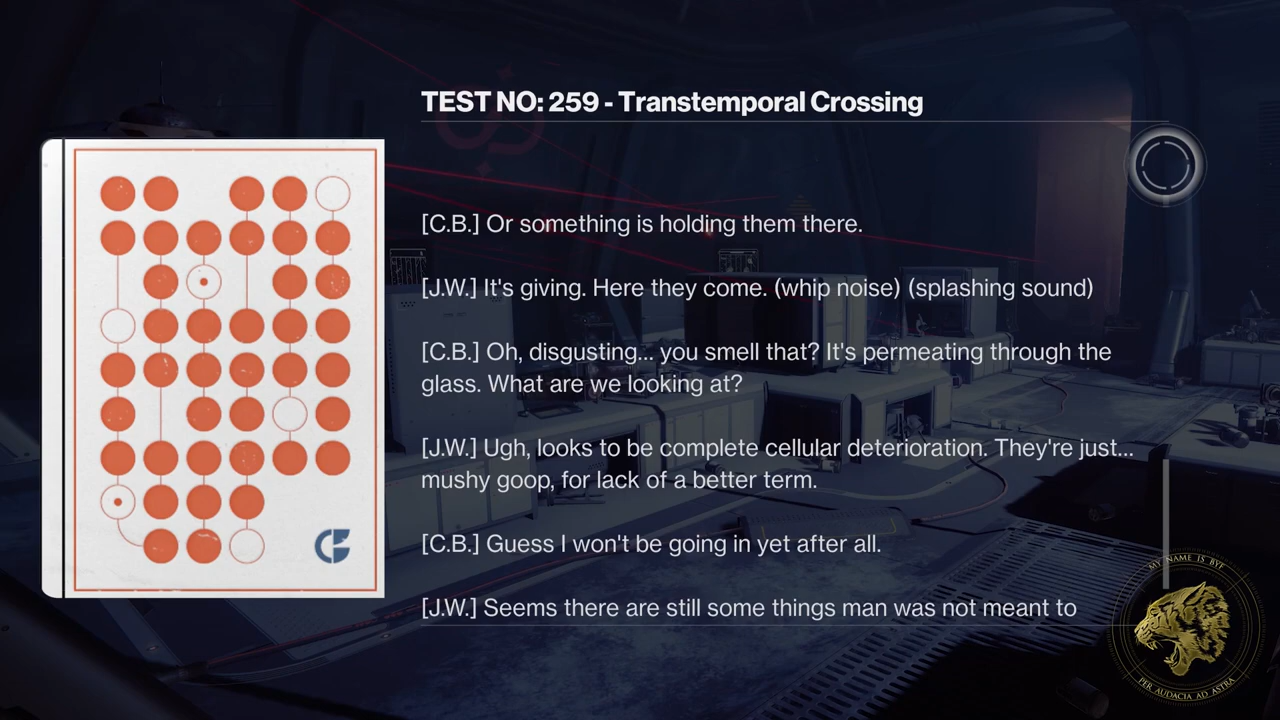 TEST NO: 259 - Transtemporal Crossing
[C.B.] Or something is holding them there.
[J.W.] It's giving. Here they come. (whip noise) (splashing sound)
[C.B.] Oh, disgusting... you smell that? It's permeating through the
glass. What are we looking at?
[J.W.] Ugh, looks to be complete cellular deterioration. They're just...
mushy goop, for lack of a better term.
[C.B.] Guess I won't be going in yet after all.
[J.W.] Seems there are still some things man was not meant to
MY NAME IS BYF
PER AUDACIA AD ASTRA